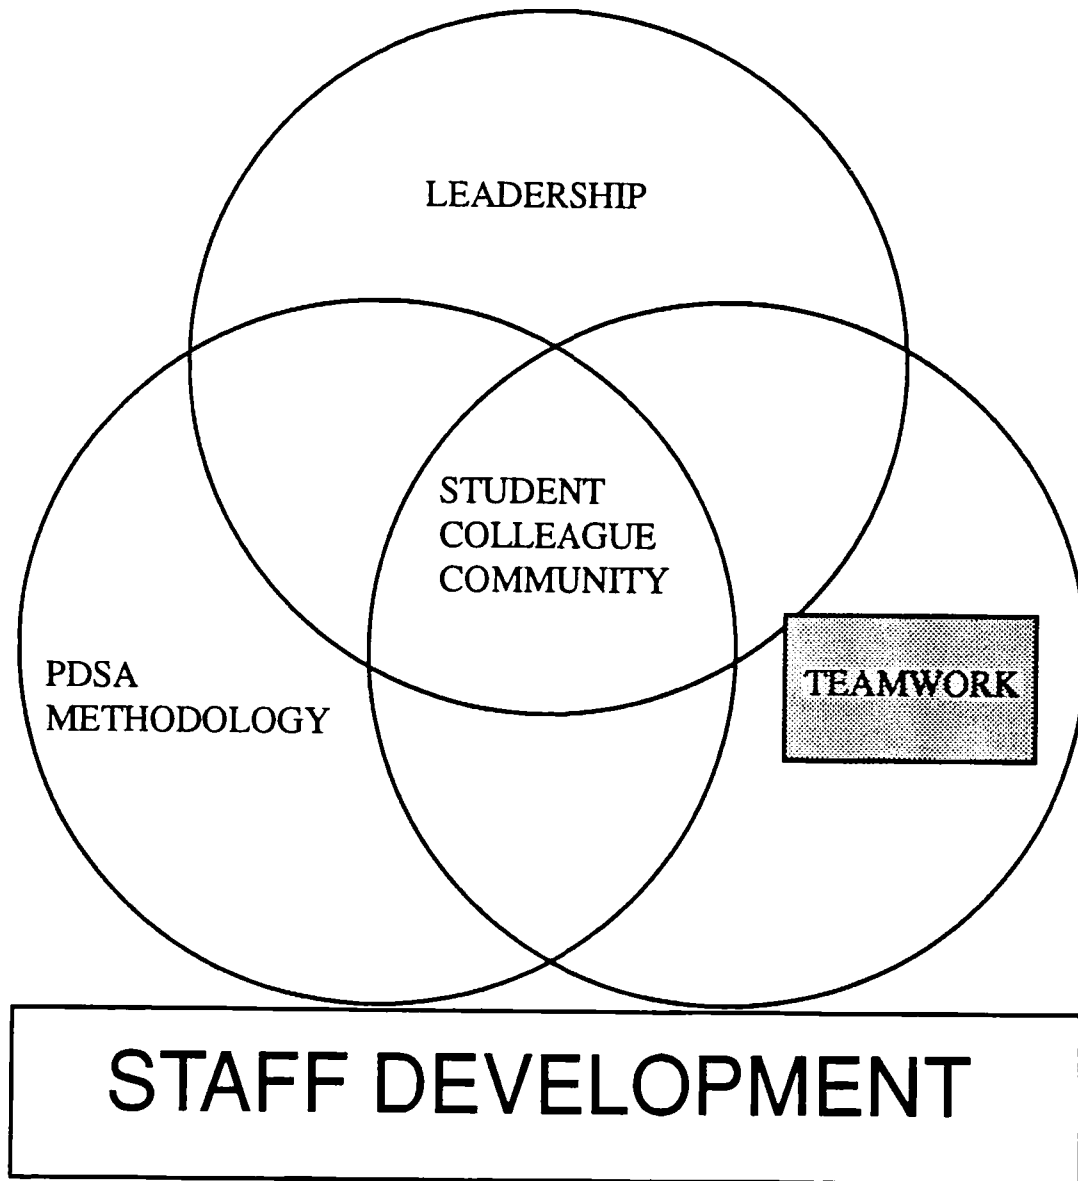 LEADERSHIP
STUDENT
COLLEAGUE
COMMUNITY
PDSA
METHODOLOGY
TEAMWORK
STAFF DEVELOPMENT